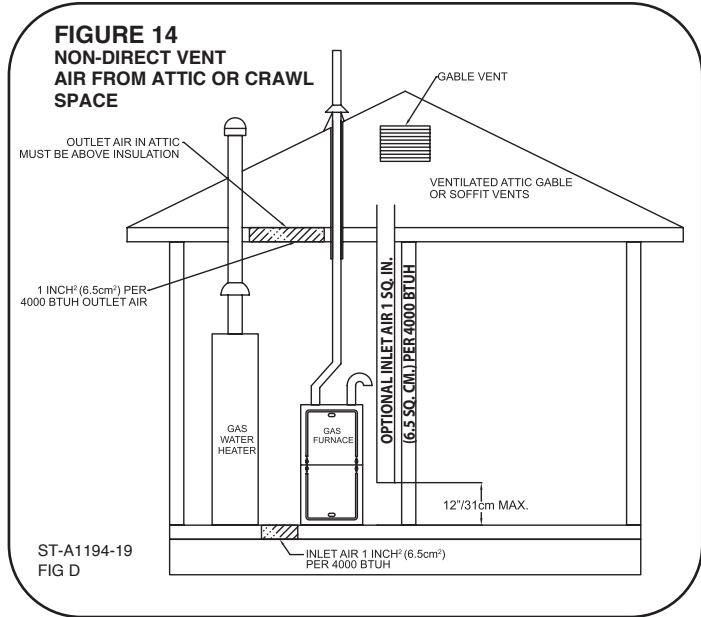 FIGURE 14
NON-DIRECT VENT
AIR FROM ATTIC OR CRAWL
SPACE
GABLE VENT
OUTLET AIR IN ATTIC
MUST BE ABOVE INSULATION
VENTILATED ATTIC GABLE
OR SOFFIT VENTS
1 INCH² (6.5cm²) PER
4000 BTUH OUTLET AIR
OPTIONAL INLET AIR 1 SQ. IN.
(6.5 SQ. CM.) PER 4000 BTUH
GAS
WATER
HEATER
GAS
FURNACE
12"/31cm MAX.
INLET AIR 1 INCH² (6.5cm²)
PER 4000 BTUH
ST-A1194-19
FIG D